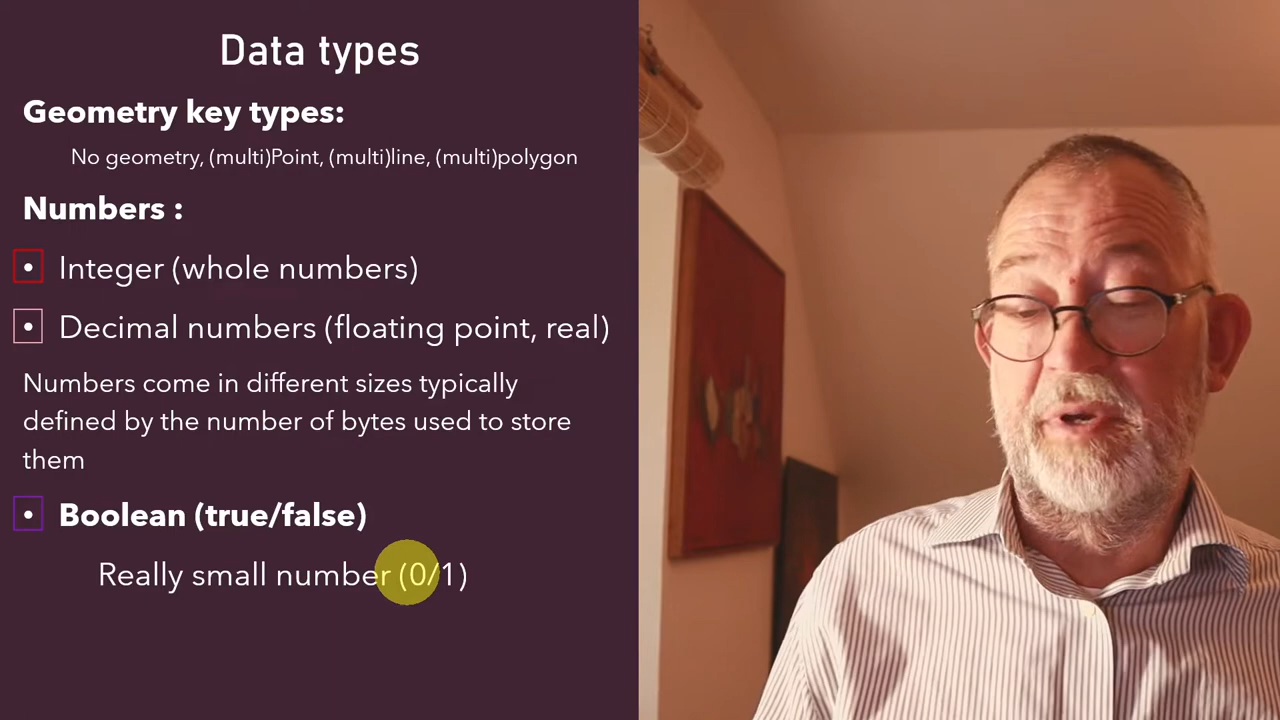 Data types
Geometry key types:
No geometry, (multi)Point, (multi)line, (multi)polygon
Numbers :
• Integer (whole numbers)
• Decimal numbers (floating point, real)
Numbers come in different sizes typically
defined by the number of bytes used to store
them
• Boolean (true/false)
Really small number (0/1)